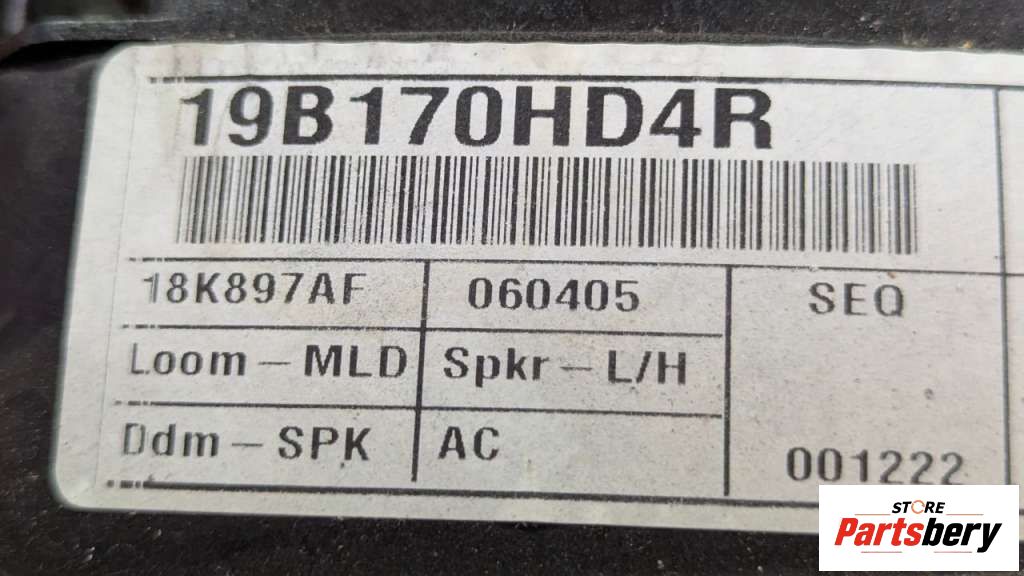 19B170HD4R
18K897AF 060405 SEQ
Loom-MLD Spkr-L/H
Ddm-SPK AC 001222
STORE
Partsbery